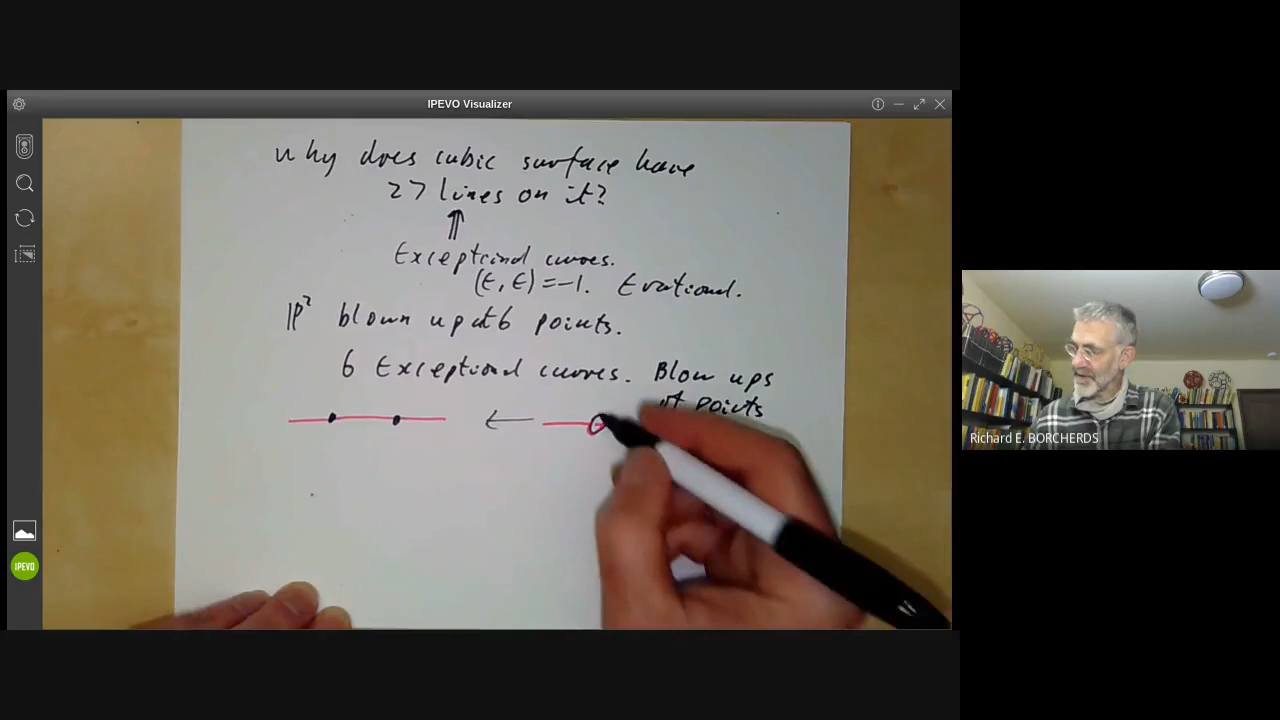 IPEVO Visualizer
Why does cubic surface have
27 lines on it?
⇑
Exceptional curves.
(E, E) = -1. E rational.
ℙ² blown up at 6 points.
6 Exceptional curves. Blow ups
of points
←
Richard E. BORCHERDS
IPEVO